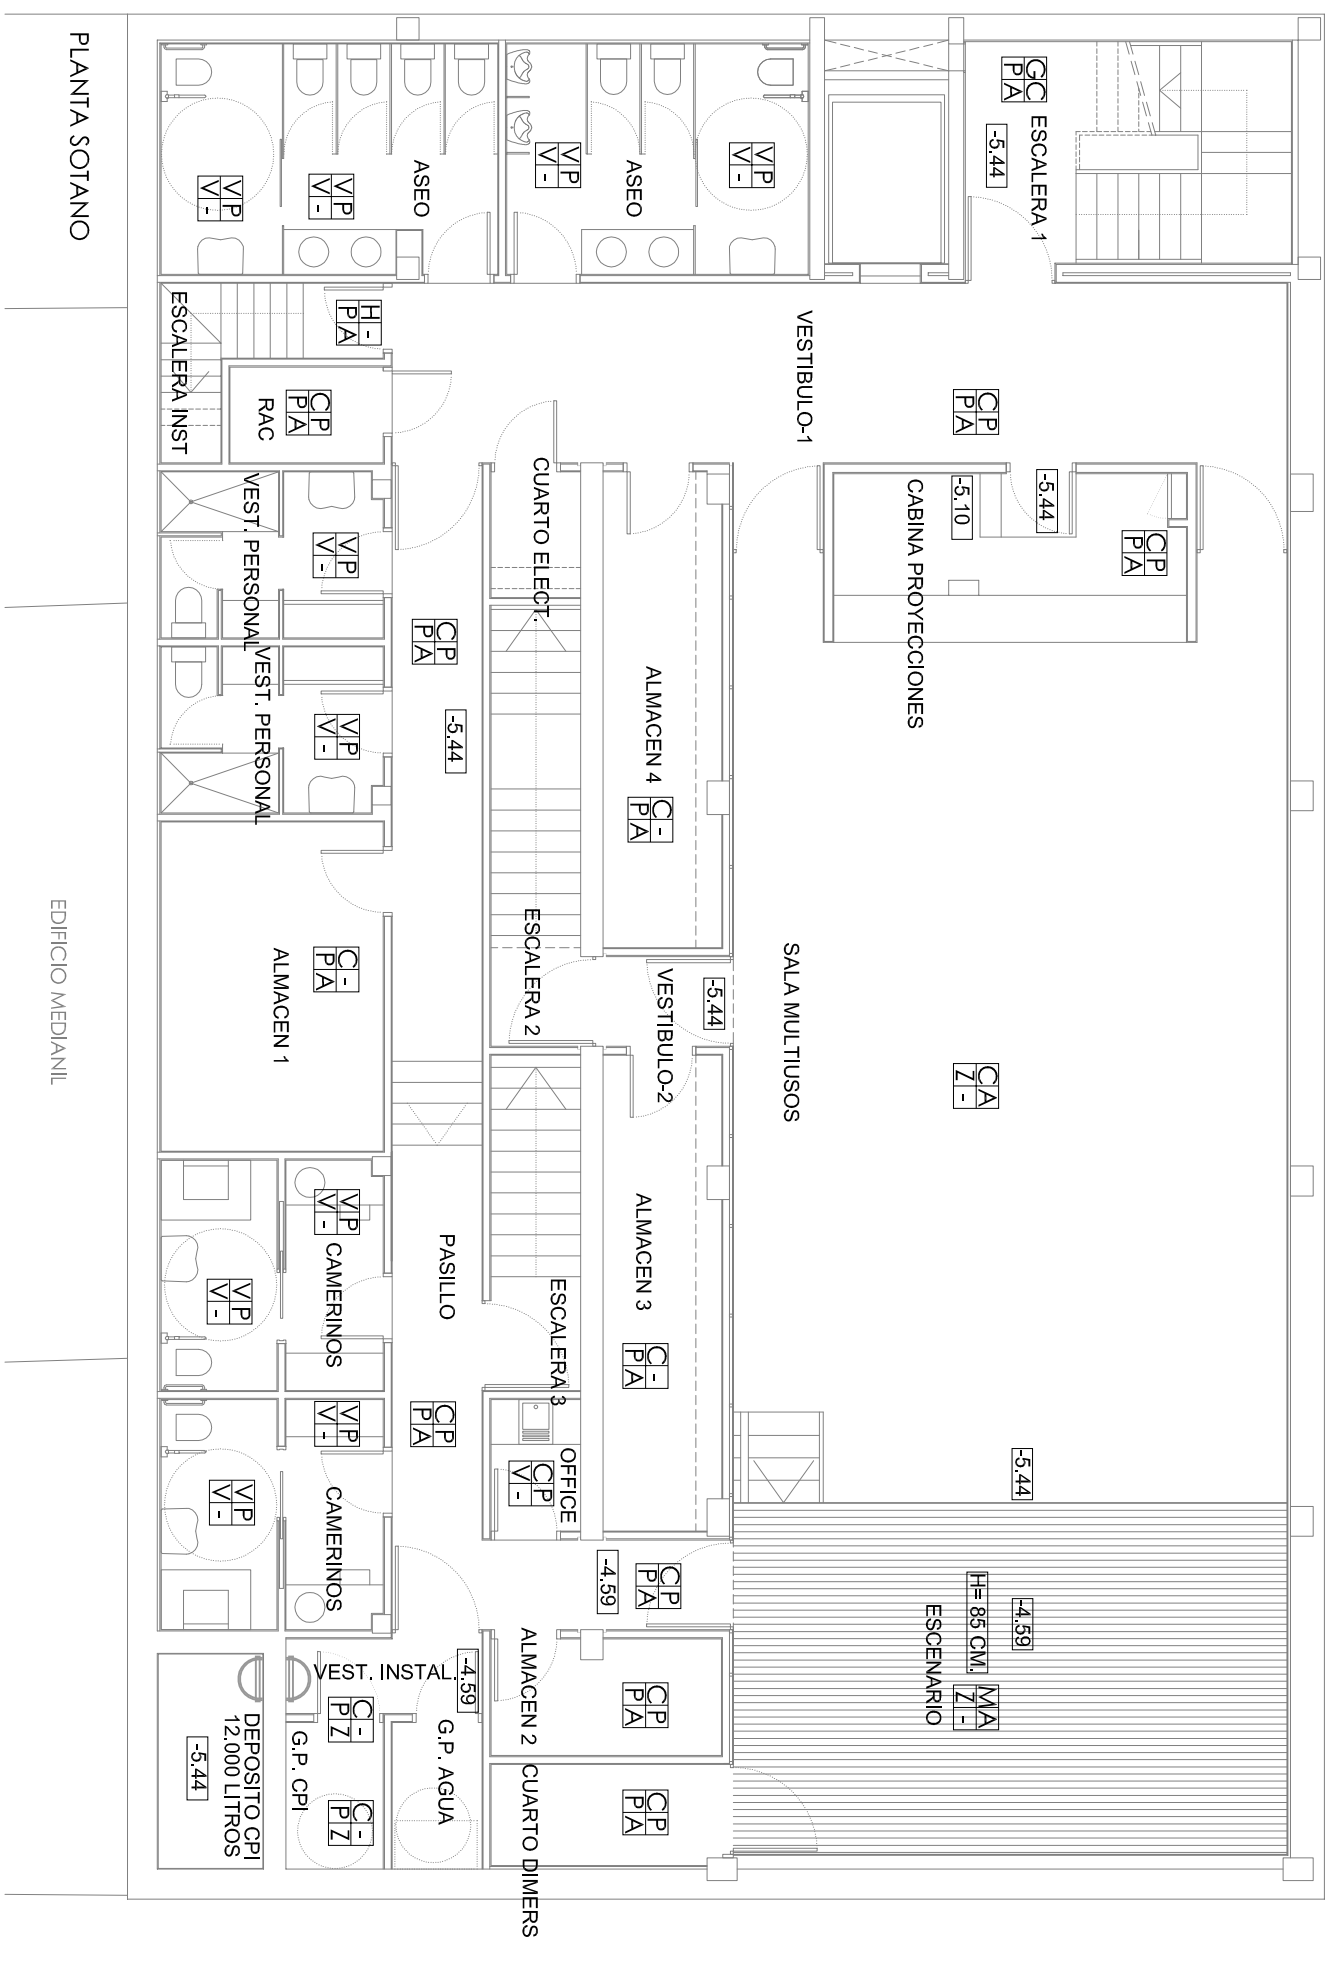 PLANTA SOTANO
EDIFICIO MEDIANIL
GC
PA
ESCALERA 1
-5.44
VP
V-
ASEO
VP
V-
VP
V-
ASEO
VP
V-
VP
V-
ESCALERA INST
H-
PA
RAC
CP
PA
VESTIBULO-1
CP
PA
CABINA PROYECCIONES
-5.10
-5.44
CP
PA
CUARTO ELECT.
VEST. PERSONAL
VP
V-
VEST. PERSONAL
VP
V-
CP
PA
-5.44
ALMACEN 4
C-
PA
ALMACEN 1
C-
PA
ESCALERA 2
VESTIBULO-2
-5.44
SALA MULTIUSOS
CA
Z-
ALMACEN 3
C-
PA
PASILLO
CP
PA
ESCALERA 3
OFFICE
CP
V-
CAMERINOS
VP
V-
VP
V-
CAMERINOS
VP
V-
VP
V-
-5.44
-4.59
H= 85 CM.
ESCENARIO
MA
Z-
CP
PA
-4.59
ALMACEN 2
CP
PA
CUARTO DIMERS
CP
PA
VEST. INSTAL.
-4.59
C-
PZ
G.P. AGUA
G.P. CPI
C-
PZ
DEPOSITO CPI
12.000 LITROS
-5.44